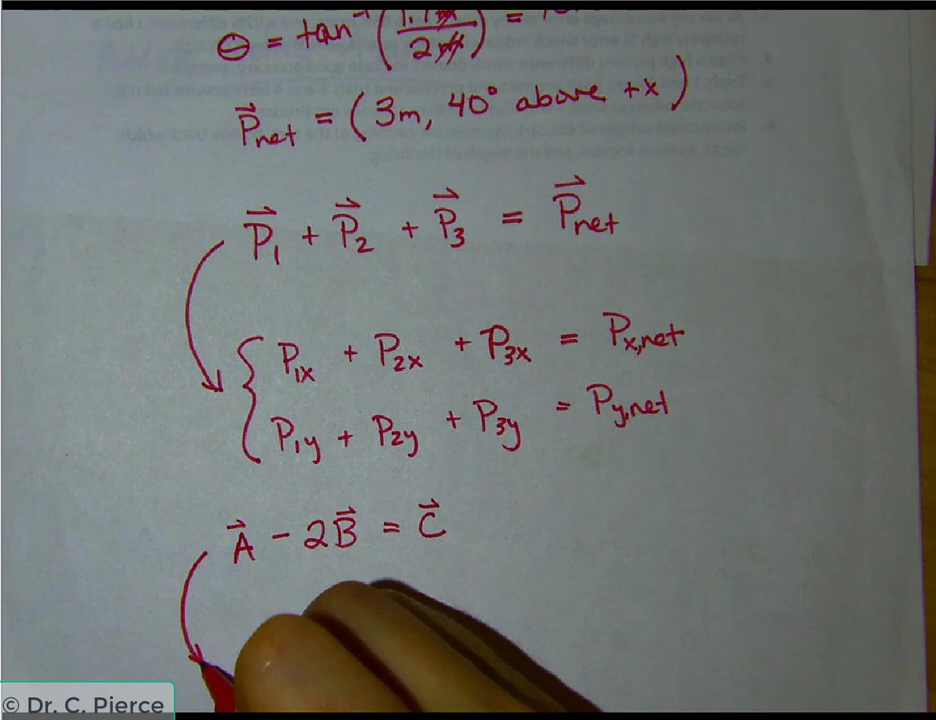 θ = tan⁻¹( / 2m) =
P⃗net = (3m, 40° above +x)
P⃗₁ + P⃗₂ + P⃗₃ = P⃗net
P₁x + P₂x + P₃x = Px,net
P₁y + P₂y + P₃y = Py,net
A⃗ - 2B⃗ = C⃗
© Dr. C. Pierce